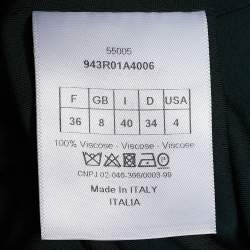 55005
943R01A4006
F GB I D USA
36 8 40 34 4
100% Viscose - Viscose - Viscose
CNPJ 02-046-396/0003-99
Made In ITALY
ITALIA